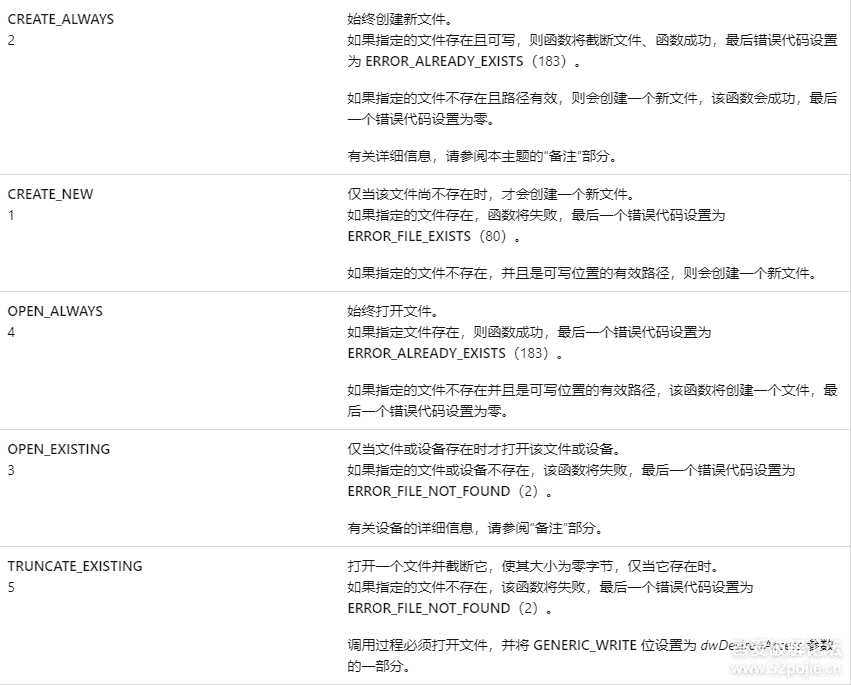 CREATE_ALWAYS
2
始终创建新文件。
如果指定的文件存在且可写，则函数将截断文件、函数成功，最后错误代码设置
为 ERROR_ALREADY_EXISTS（183）。
如果指定的文件不存在且路径有效，则会创建一个新文件，该函数会成功，最后
一个错误代码设置为零。
有关详细信息，请参阅本主题的“备注”部分。
CREATE_NEW
1
仅当该文件尚不存在时，才会创建一个新文件。
如果指定的文件存在，函数将失败，最后一个错误代码设置为
ERROR_FILE_EXISTS（80）。
如果指定的文件不存在，并且是可写位置的有效路径，则会创建一个新文件。
OPEN_ALWAYS
4
始终打开文件。
如果指定文件存在，则函数成功，最后一个错误代码设置为
ERROR_ALREADY_EXISTS（183）。
如果指定的文件不存在并且是可写位置的有效路径，该函数将创建一个文件，最
后一个错误代码设置为零。
OPEN_EXISTING
3
仅当文件或设备存在时才打开该文件或设备。
如果指定的文件或设备不存在，该函数将失败，最后一个错误代码设置为
ERROR_FILE_NOT_FOUND（2）。
有关设备的详细信息，请参阅“备注”部分。
TRUNCATE_EXISTING
5
打开一个文件并截断它，使其大小为零字节，仅当它存在时。
如果指定的文件不存在，该函数将失败，最后一个错误代码设置为
ERROR_FILE_NOT_FOUND（2）。
调用过程必须打开文件，并将 GENERIC_WRITE 位设置为 dwDesiredAccess 参数
的一部分。
吾爱破解论坛
www.52pojie.cn